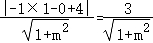 |-1×1-0+4| / √(1+m²) = 3 / √(1+m²)